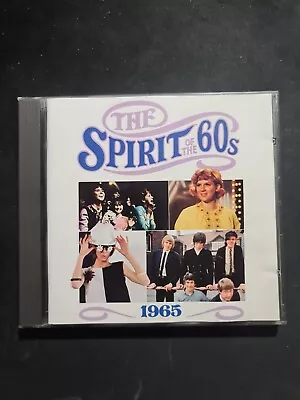 THE
SPIRIT OF THE 60s
1965